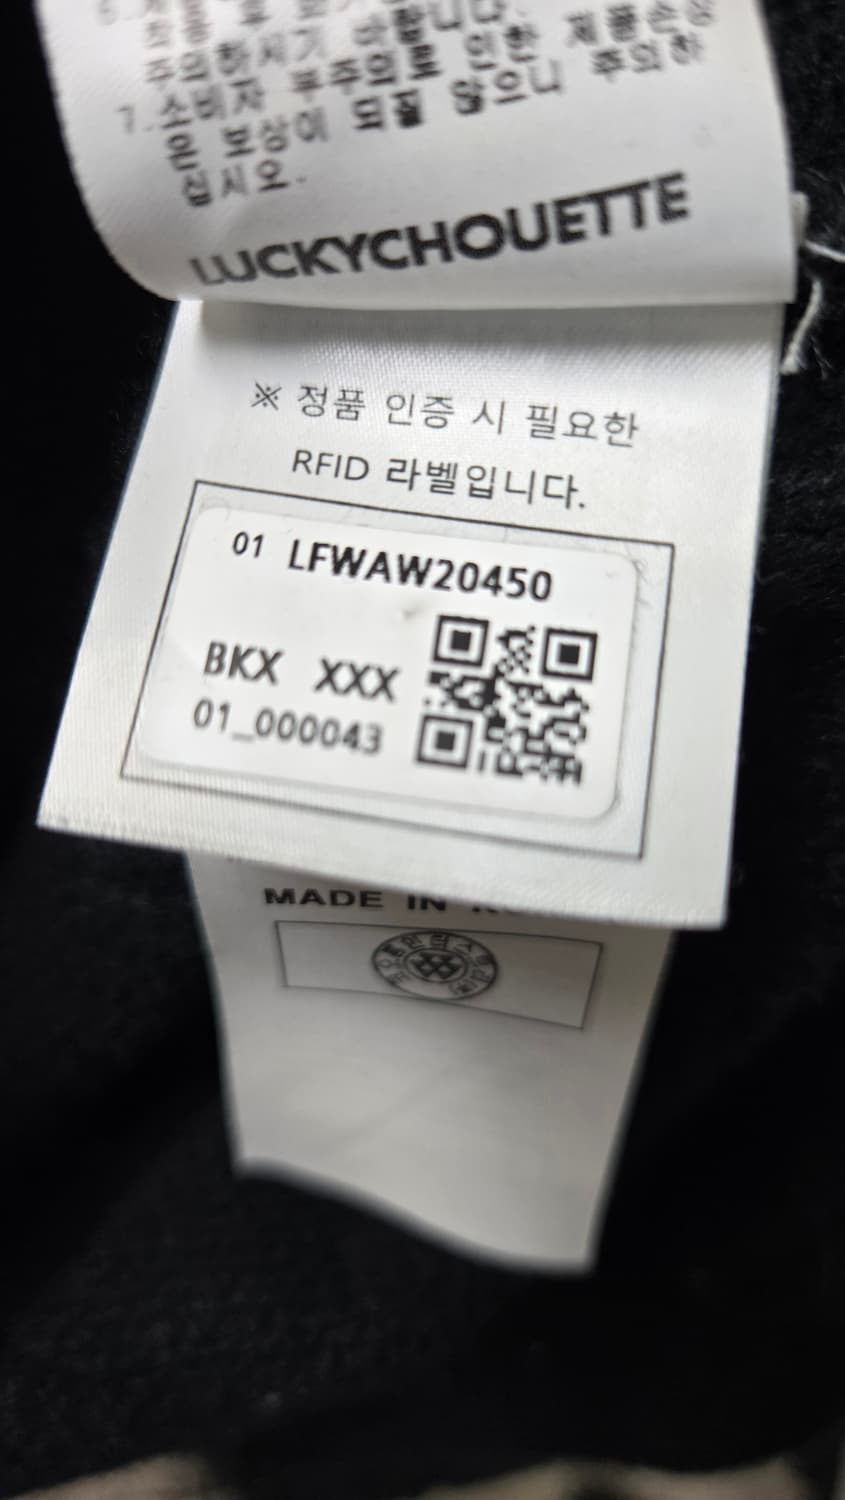 바랍니다.
주의하시기
7.소비자 부주의로 인한 제품손상
은 보상이 되질 않으니 주의하
십시오.
LUCKYCHOUETTE
※ 정품 인증 시 필요한
RFID 라벨입니다.
01 LFWAW20450
BKX XXX
01_000043
MADE IN